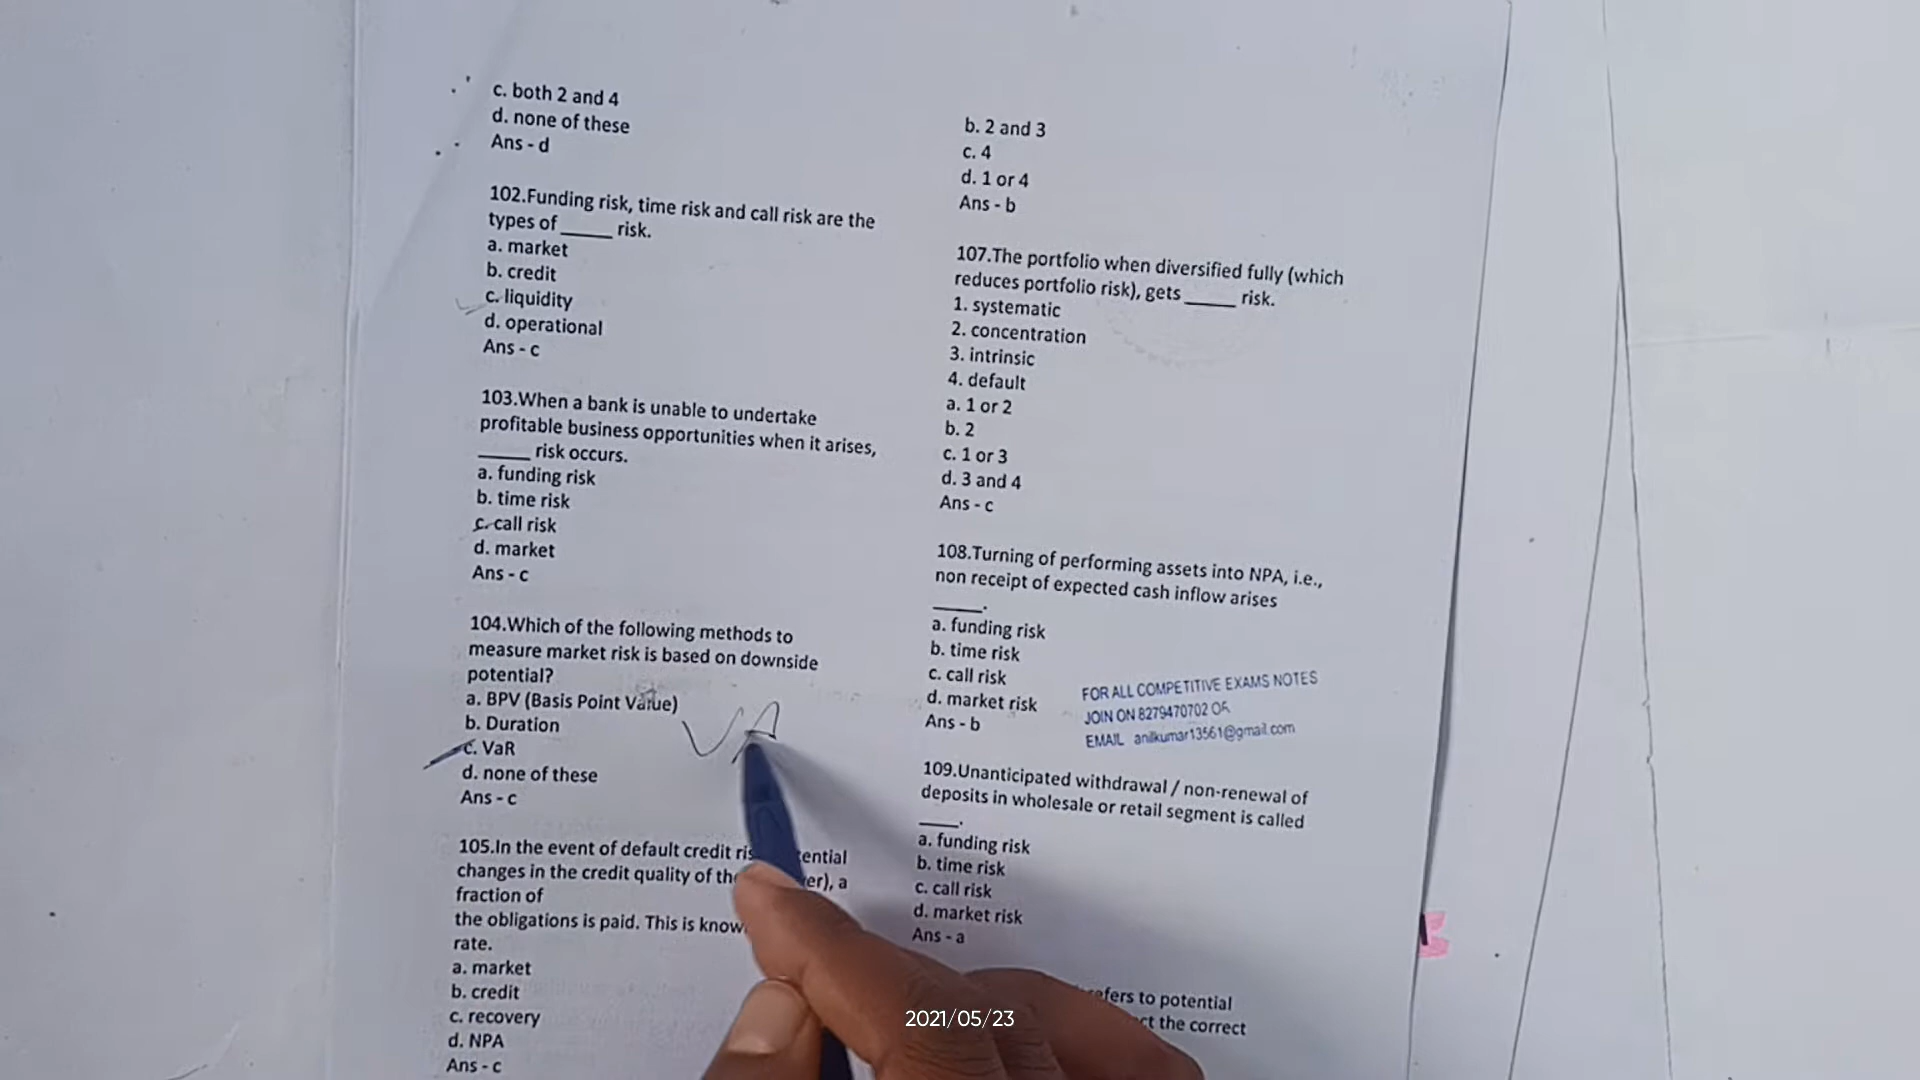 c. both 2 and 4
d. none of these
Ans - d
102.Funding risk, time risk and call risk are the
types of _____ risk.
a. market
b. credit
c. liquidity
d. operational
Ans - c
103.When a bank is unable to undertake
profitable business opportunities when it arises,
_____ risk occurs.
a. funding risk
b. time risk
c. call risk
d. market
Ans - c
104.Which of the following methods to
measure market risk is based on downside
potential?
a. BPV (Basis Point Value)
b. Duration
c. VaR
d. none of these
Ans - c
VA
105.In the event of default credit
changes in the credit quality of a
fraction of
the obligations is paid. This is
rate.
a. market
b. credit
c. recovery
d. NPA
Ans - c
b. 2 and 3
c. 4
d. 1 or 4
Ans - b
107.The portfolio when diversified fully (which
reduces portfolio risk), gets _____ risk.
1. systematic
2. concentration
3. intrinsic
4. default
a. 1 or 2
b. 2
c. 1 or 3
d. 3 and 4
Ans - c
108.Turning of performing assets into NPA, i.e.,
non receipt of expected cash inflow arises
_____.
a. funding risk
b. time risk
c. call risk
d. market risk
Ans - b
FOR ALL COMPETITIVE EXAMS NOTES
JOIN ON 8279470702 OR
EMAIL anilkumar13561@gmail.com
109.Unanticipated withdrawal / non-renewal of
deposits in wholesale or retail segment is called
____.
a. funding risk
b. time risk
c. call risk
d. market risk
Ans - a
to potential
the correct
2021/05/23